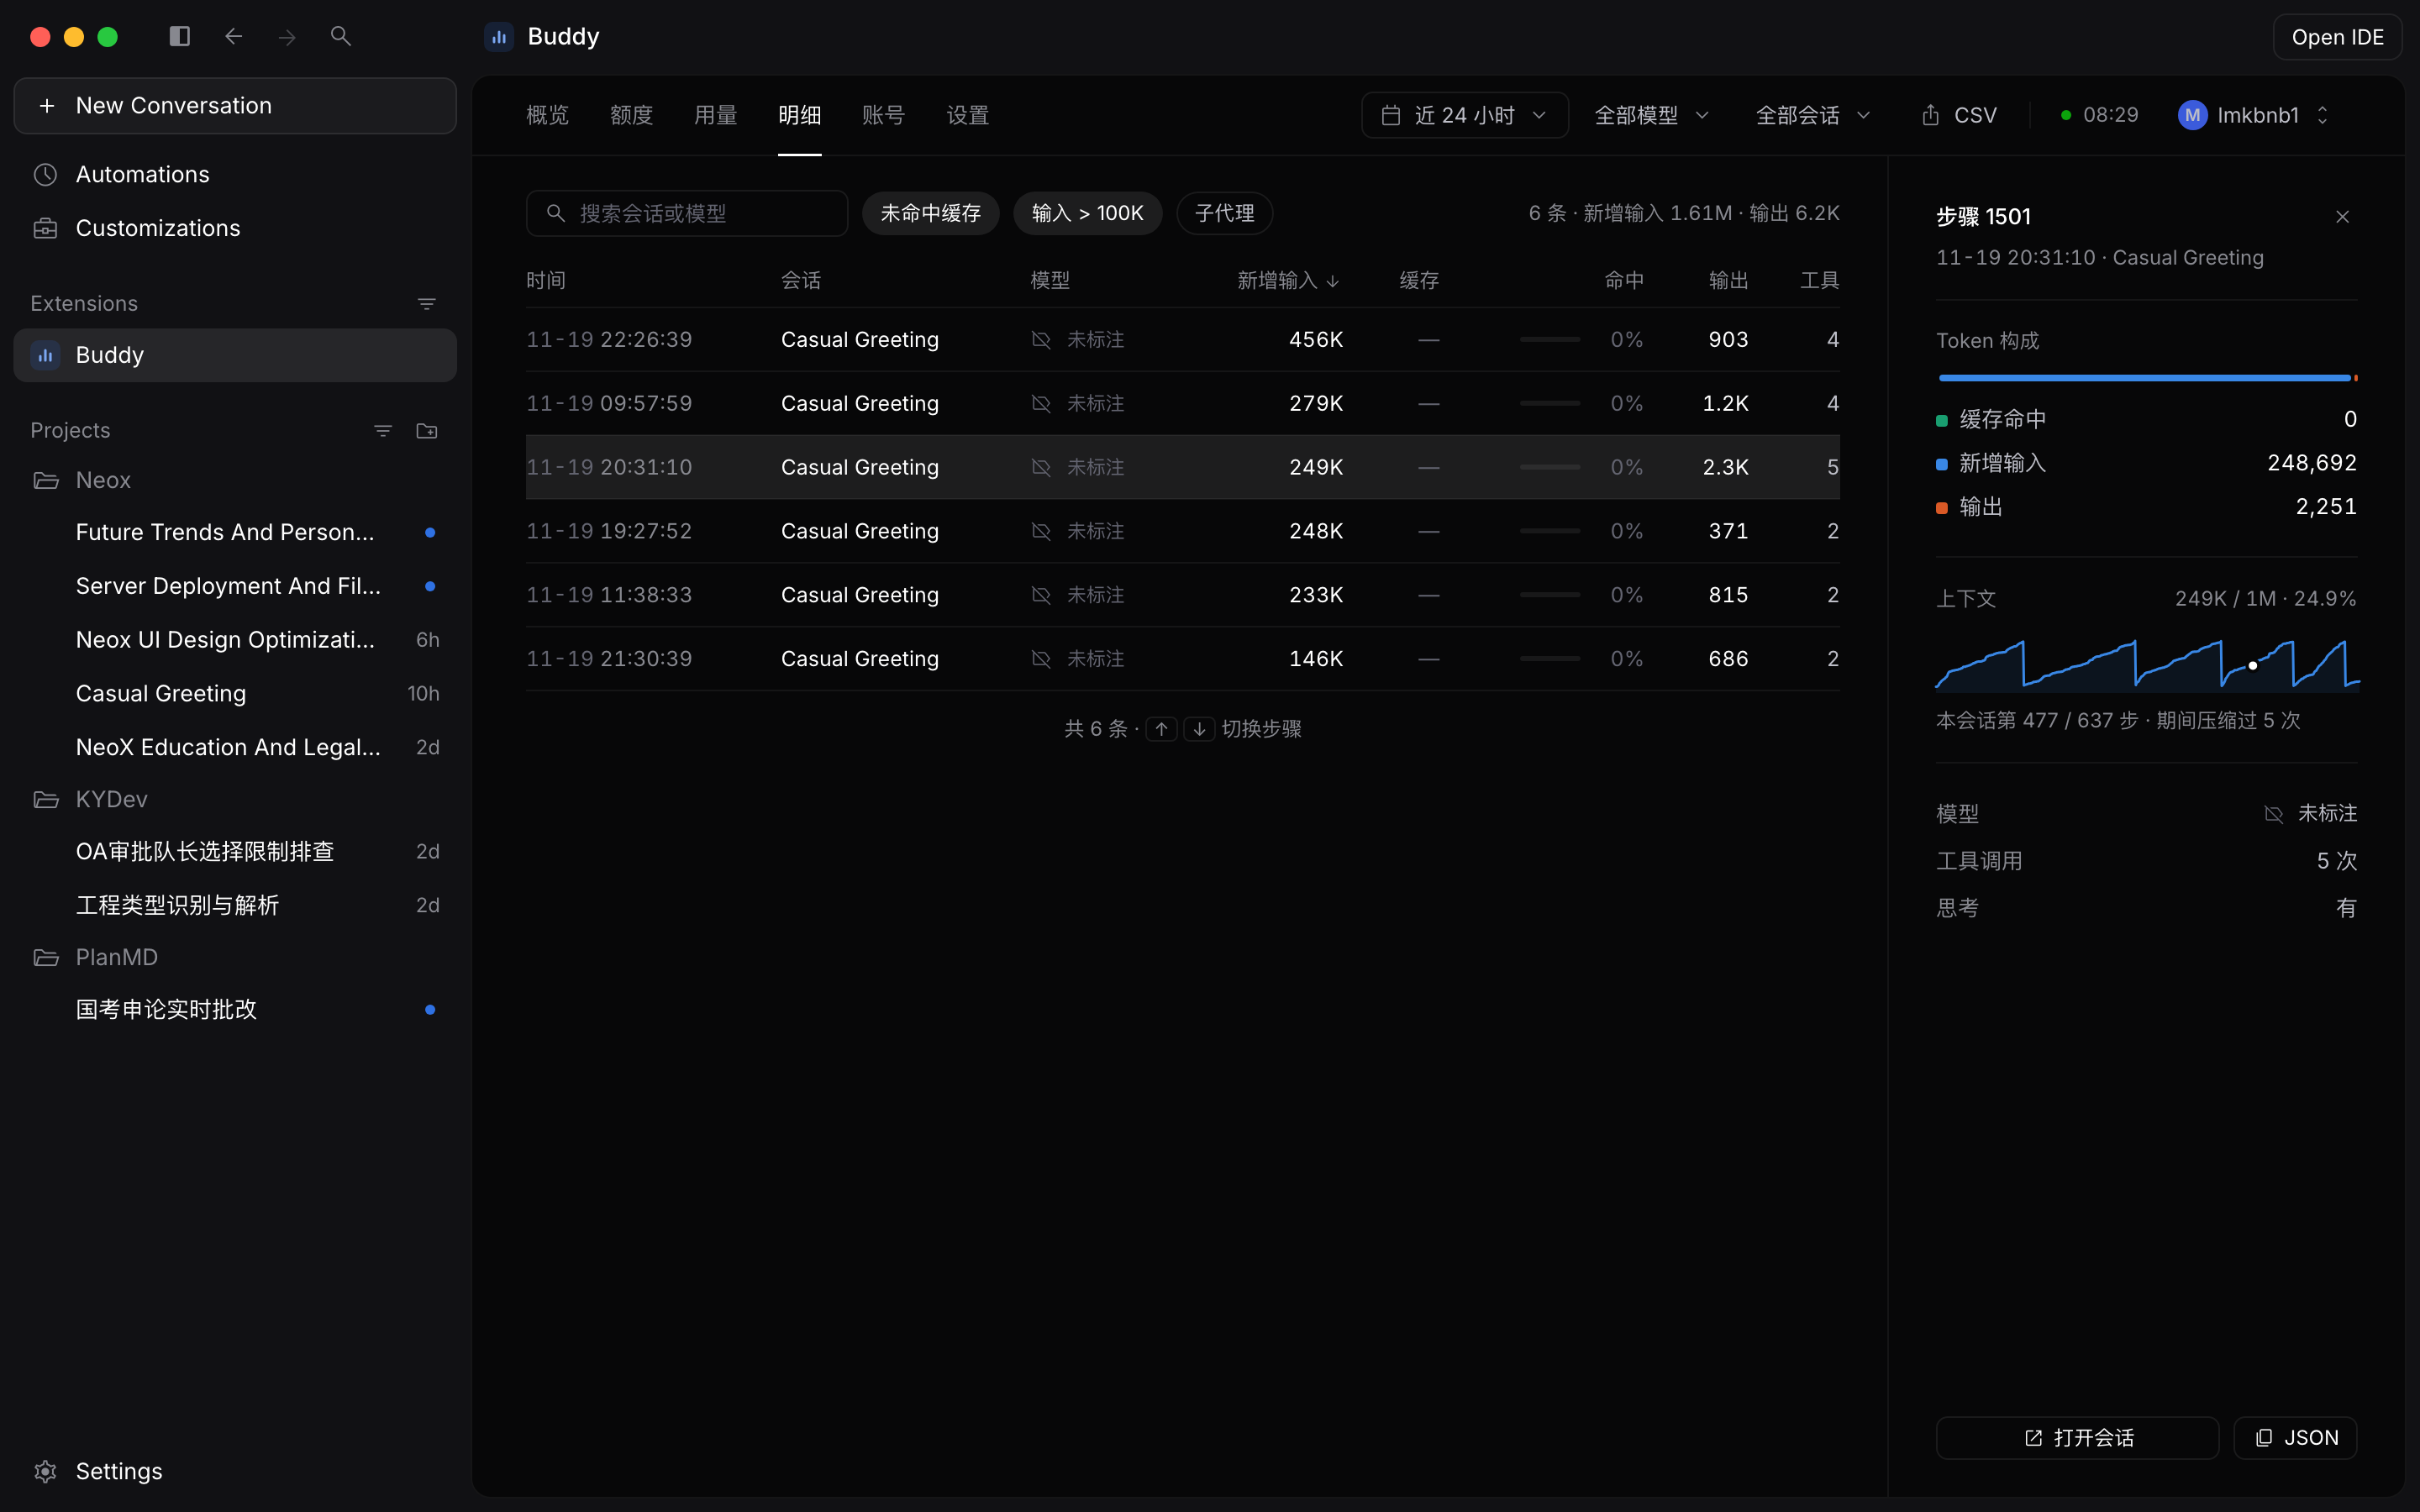 Buddy
Open IDE
New Conversation
Automations
Customizations
Extensions
Buddy
Projects
Neox
Future Trends And Person...
Server Deployment And Fil...
Neox UI Design Optimizati... 6h
Casual Greeting 10h
NeoX Education And Legal... 2d
KYDev
OA审批队长选择限制排查 2d
工程类型识别与解析 2d
PlanMD
国考申论实时批改
Settings
概览 额度 用量 明细 账号 设置
近 24 小时 全部模型 全部会话 CSV 08:29 M lmkbnb1
搜索会话或模型 未命中缓存 输入 > 100K 子代理 6 条 · 新增输入 1.61M · 输出 6.2K
时间 会话 模型 新增输入 ↓ 缓存 命中 输出 工具
11-19 22:26:39 Casual Greeting 未标注 456K — 0% 903 4
11-19 09:57:59 Casual Greeting 未标注 279K — 0% 1.2K 4
11-19 20:31:10 Casual Greeting 未标注 249K — 0% 2.3K 5
11-19 19:27:52 Casual Greeting 未标注 248K — 0% 371 2
11-19 11:38:33 Casual Greeting 未标注 233K — 0% 815 2
11-19 21:30:39 Casual Greeting 未标注 146K — 0% 686 2
共 6 条 · ↑ ↓ 切换步骤
步骤 1501
11-19 20:31:10 · Casual Greeting
Token 构成
缓存命中 0
新增输入 248,692
输出 2,251
上下文 249K / 1M · 24.9%
本会话第 477 / 637 步 · 期间压缩过 5 次
模型 未标注
工具调用 5 次
思考 有
打开会话 JSON